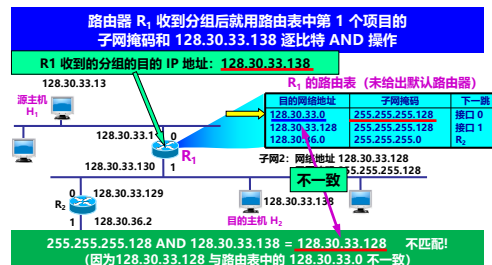 路由器 R₁ 收到分组后就用路由表中第 1 个项目的
子网掩码和 128.30.33.138 逐比特 AND 操作
R1 收到的分组的目的 IP 地址：128.30.33.138
128.30.33.13
R₁ 的路由表（未给出默认路由器）
源主机
H₁
目的网络地址 子网掩码 下一跳
128.30.33.0 255.255.255.128 接口 0
128.30.33.128 255.255.255.128 接口 1
128.30.36.0 255.255.255.0 R₂
128.30.33.1
0
R₁
1
128.30.33.130
子网2：网络地址 128.30.33.128
255.255.255.128
不一致
0
128.30.33.129
R₂
1
128.30.36.2
128.30.33.138
目的主机 H₂
255.255.255.128 AND 128.30.33.138 = 128.30.33.128 不匹配!
(因为128.30.33.128 与路由表中的 128.30.33.0 不一致)